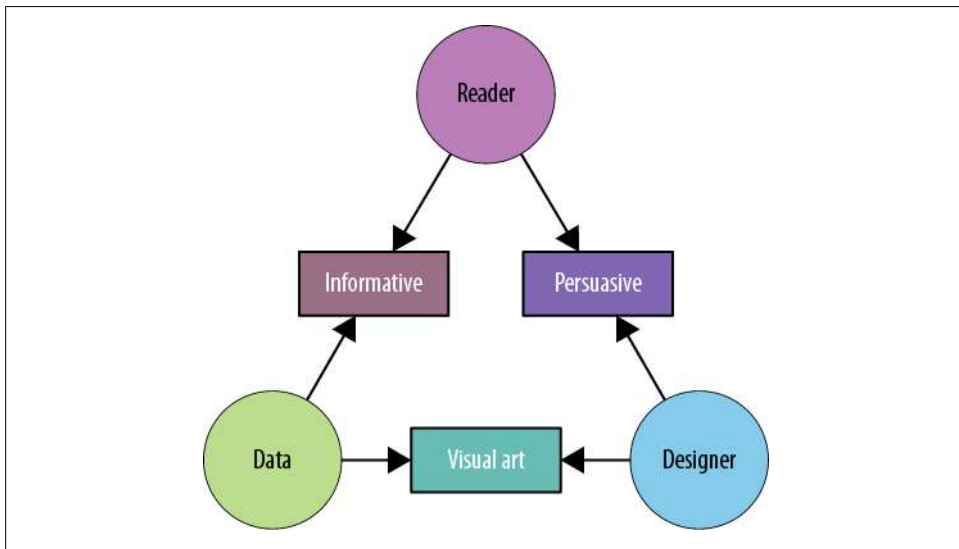 Reader
Informative
Persuasive
Data
Visual art
Designer